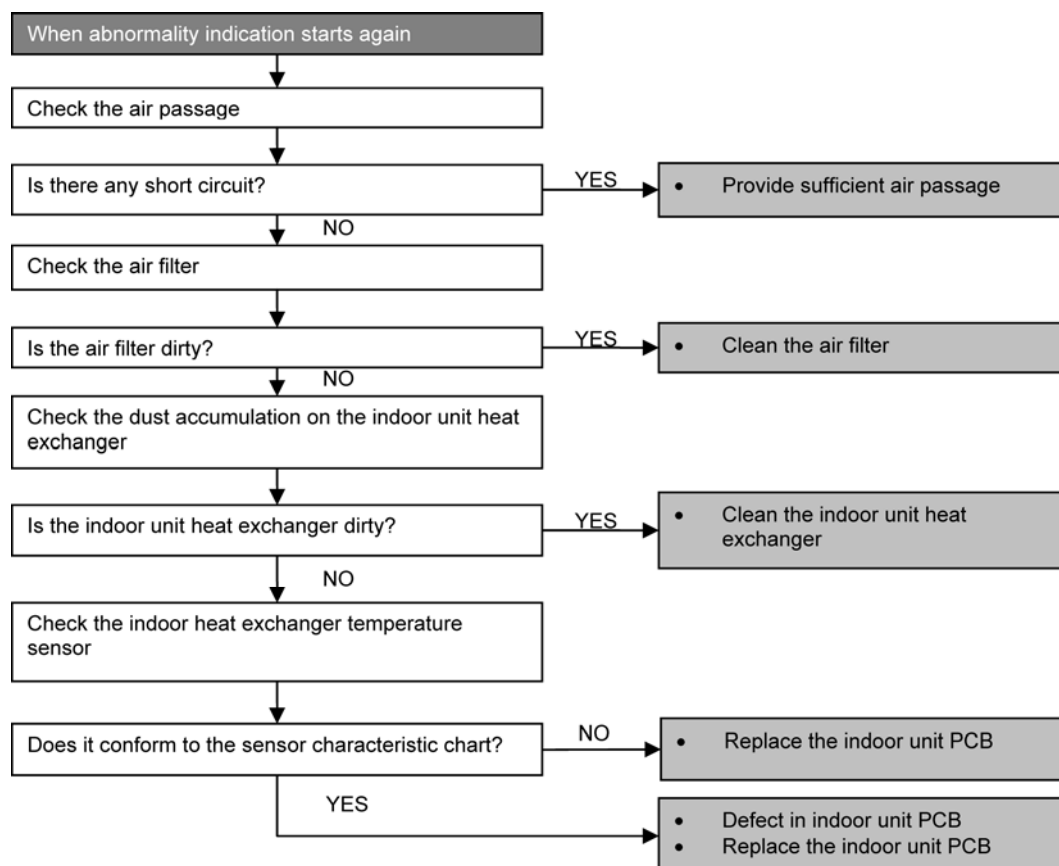 When abnormality indication starts again
Check the air passage
Is there any short circuit?
YES
• Provide sufficient air passage
NO
Check the air filter
Is the air filter dirty?
YES
• Clean the air filter
NO
Check the dust accumulation on the indoor unit heat
exchanger
Is the indoor unit heat exchanger dirty?
YES
• Clean the indoor unit heat
exchanger
NO
Check the indoor heat exchanger temperature
sensor
Does it conform to the sensor characteristic chart?
NO
• Replace the indoor unit PCB
YES
• Defect in indoor unit PCB
• Replace the indoor unit PCB